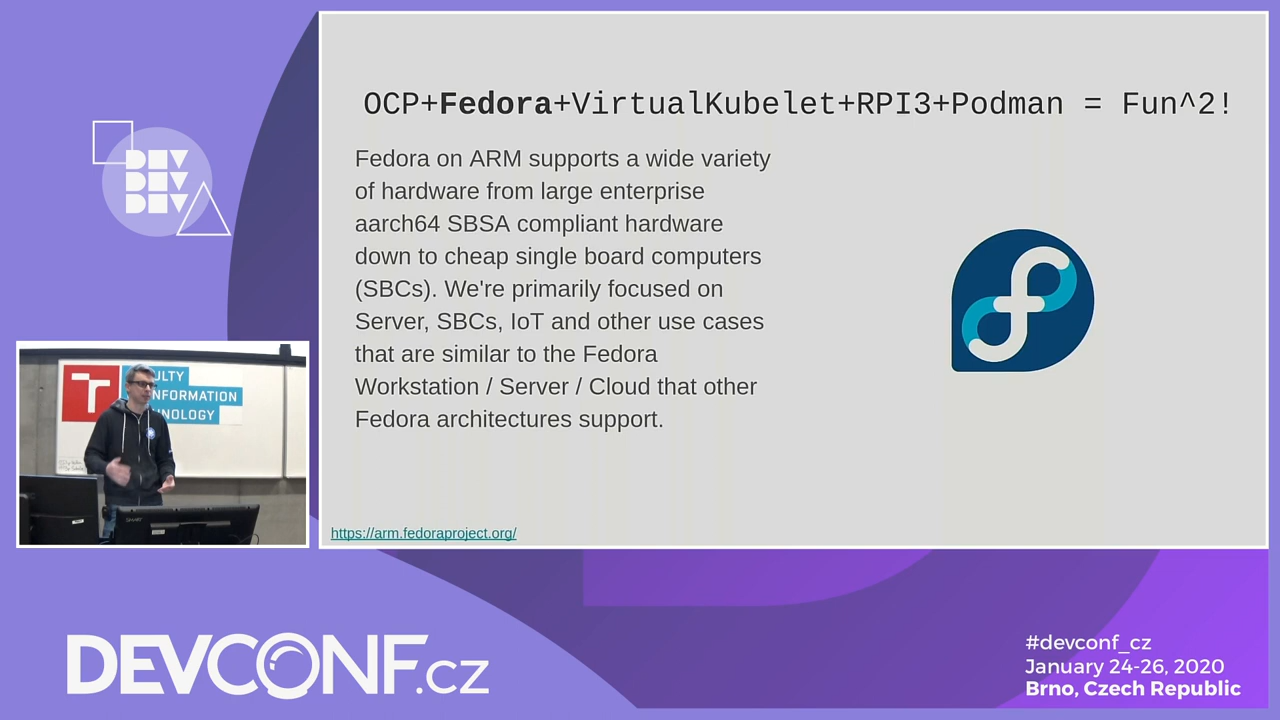 OCP+Fedora+VirtualKubelet+RPI3+Podman = Fun^2!
Fedora on ARM supports a wide variety
of hardware from large enterprise
aarch64 SBSA compliant hardware
down to cheap single board computers
(SBCs). We're primarily focused on
Server, SBCs, IoT and other use cases
that are similar to the Fedora
Workstation / Server / Cloud that other
Fedora architectures support.
https://arm.fedoraproject.org/
DEV
DEV
DEV
ULTY
NFORMATION
NOLOGY
DEVCONF.cz
#devconf_cz
January 24-26, 2020
Brno, Czech Republic